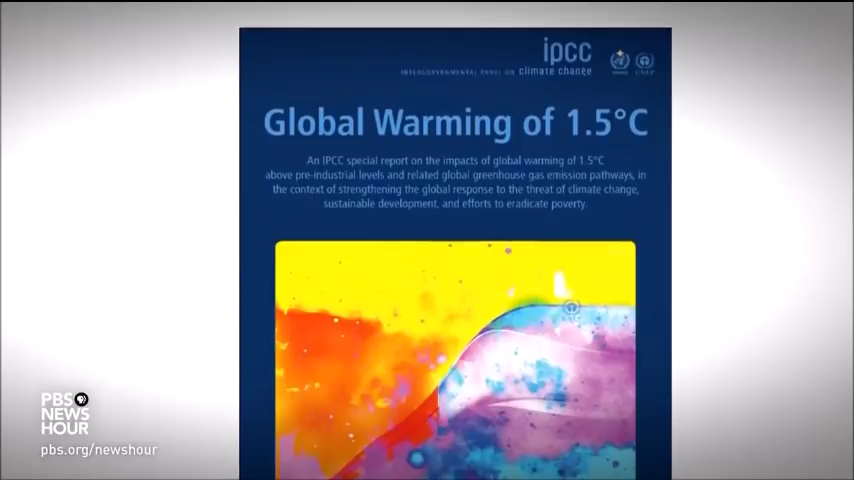 ipcc
INTERGOVERNMENTAL PANEL ON climate change
UNEP
Global Warming of 1.5°C
An IPCC special report on the impacts of global warming of 1.5°C
above pre-industrial levels and related global greenhouse gas emission pathways, in
the context of strengthening the global response to the threat of climate change,
sustainable development, and efforts to eradicate poverty.
PBS
NEWS
HOUR
pbs.org/newshour